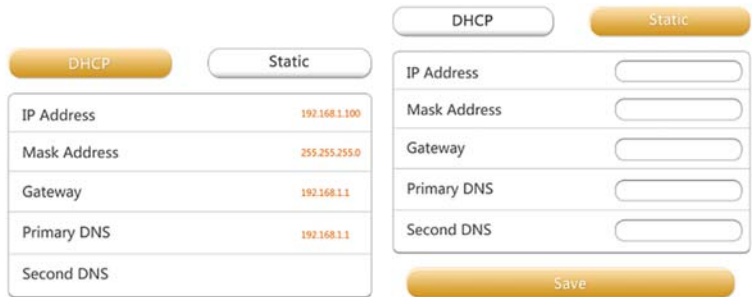 DHCP Static
IP Address 192.168.1.100
Mask Address 255.255.255.0
Gateway 192.168.1.1
Primary DNS 192.168.1.1
Second DNS
DHCP Static
IP Address
Mask Address
Gateway
Primary DNS
Second DNS
Save